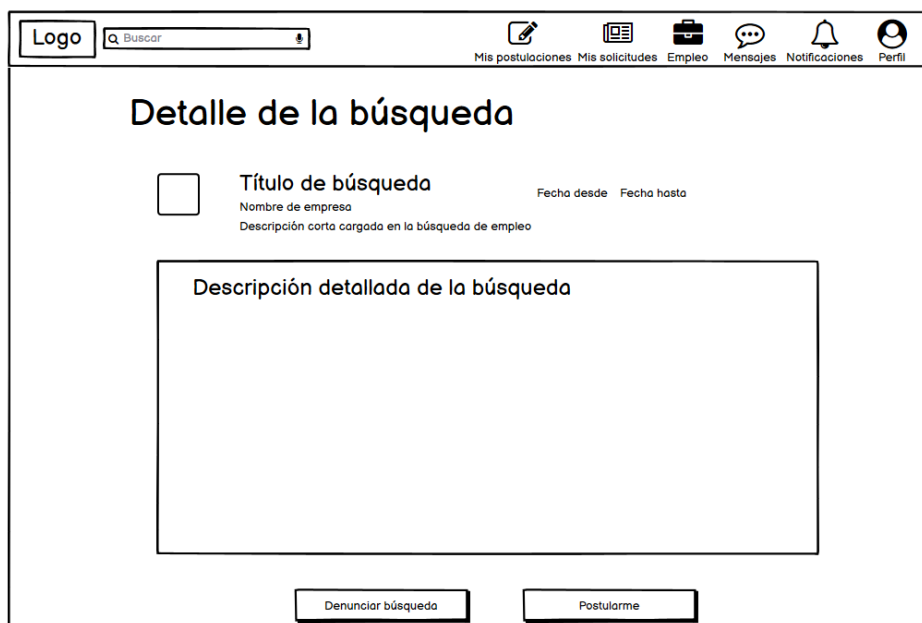 Logo
Buscar
Mis postulaciones
Mis solicitudes
Empleo
Mensajes
Notificaciones
Perfil
Detalle de la búsqueda
Título de búsqueda
Nombre de empresa
Descripción corta cargada en la búsqueda de empleo
Fecha desde
Fecha hasta
Descripción detallada de la búsqueda
Denunciar búsqueda
Postularme